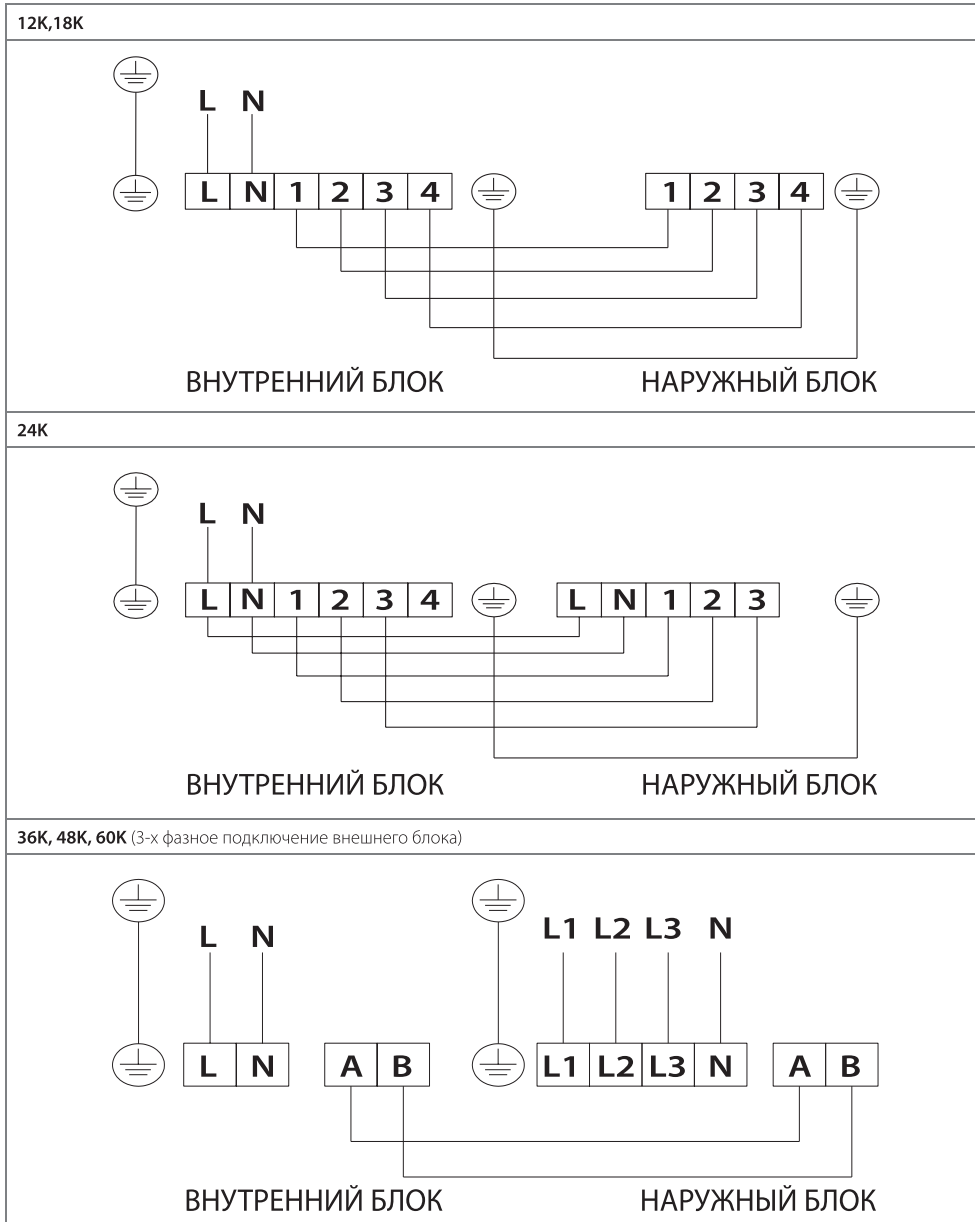 12K,18K
L N
L N 1 2 3 4 1 2 3 4
ВНУТРЕННИЙ БЛОК НАРУЖНЫЙ БЛОК
24K
L N
L N 1 2 3 4 L N 1 2 3
ВНУТРЕННИЙ БЛОК НАРУЖНЫЙ БЛОК
36K, 48K, 60K (3-х фазное подключение внешнего блока)
L N L1 L2 L3 N
L N A B L1 L2 L3 N A B
ВНУТРЕННИЙ БЛОК НАРУЖНЫЙ БЛОК